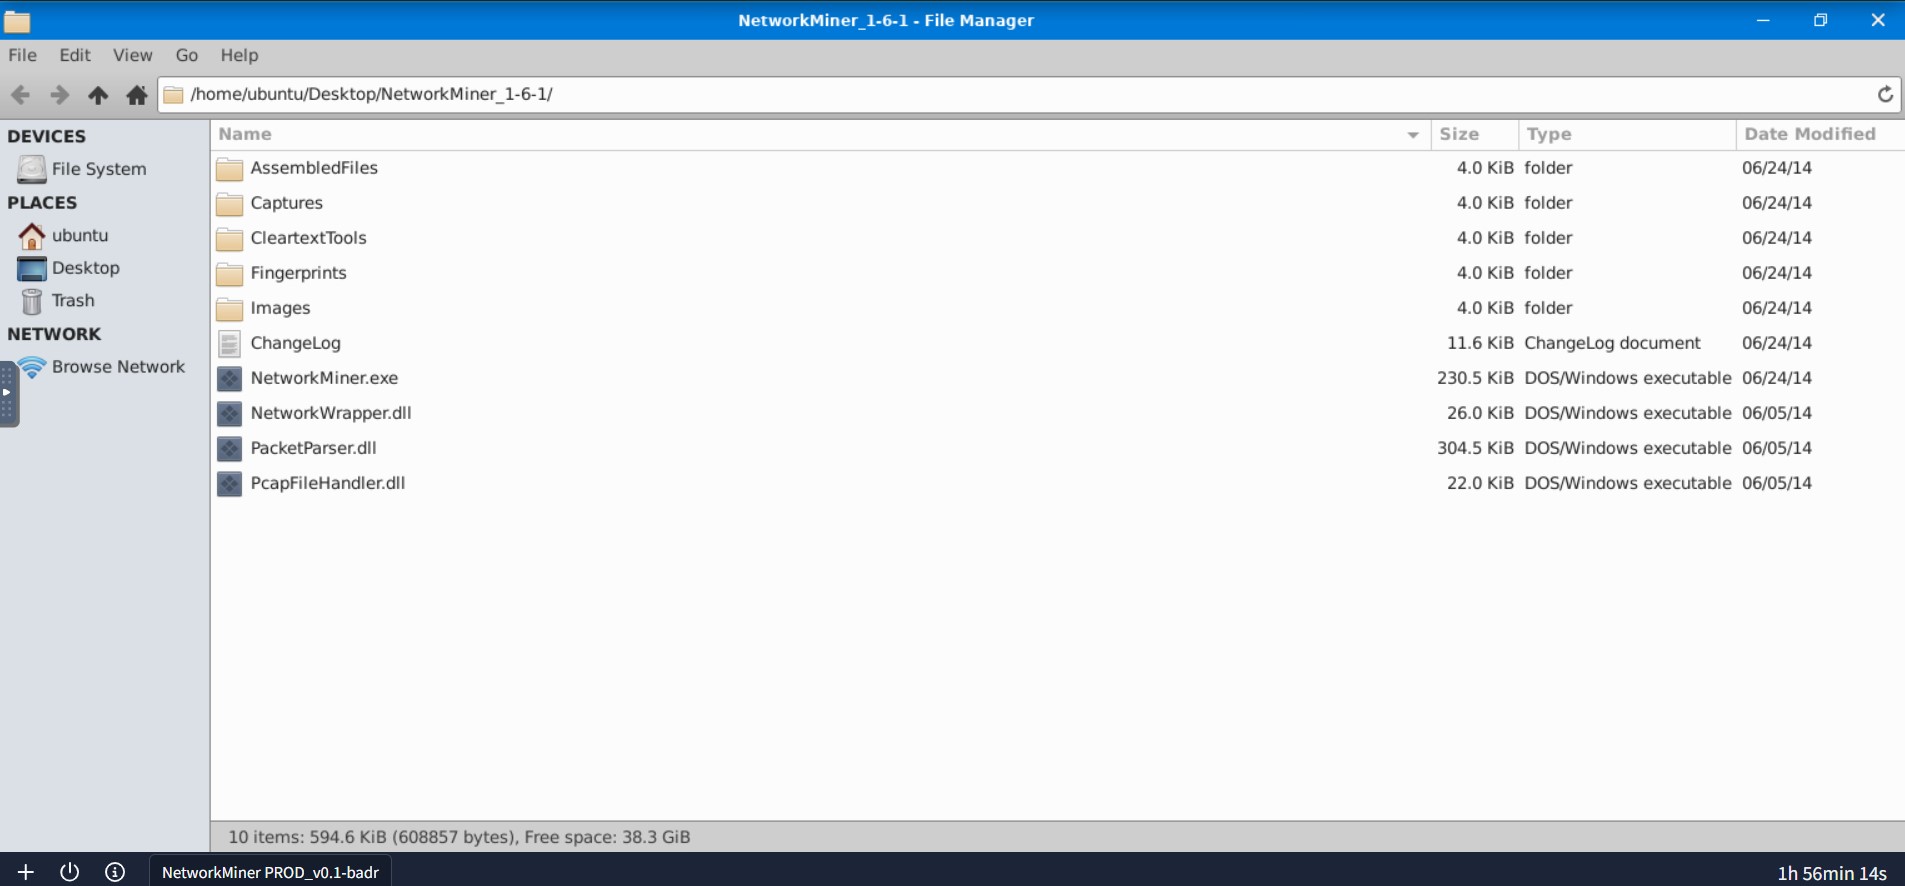 NetworkMiner_1-6-1 - File Manager
File Edit View Go Help
/home/ubuntu/Desktop/NetworkMiner_1-6-1/
DEVICES
File System
PLACES
ubuntu
Desktop
Trash
NETWORK
Browse Network
Name Size Type Date Modified
AssembledFiles 4.0 KiB folder 06/24/14
Captures 4.0 KiB folder 06/24/14
CleartextTools 4.0 KiB folder 06/24/14
Fingerprints 4.0 KiB folder 06/24/14
Images 4.0 KiB folder 06/24/14
ChangeLog 11.6 KiB ChangeLog document 06/24/14
NetworkMiner.exe 230.5 KiB DOS/Windows executable 06/24/14
NetworkWrapper.dll 26.0 KiB DOS/Windows executable 06/05/14
PacketParser.dll 304.5 KiB DOS/Windows executable 06/05/14
PcapFileHandler.dll 22.0 KiB DOS/Windows executable 06/05/14
10 items: 594.6 KiB (608857 bytes), Free space: 38.3 GiB
NetworkMiner PROD_v0.1-badr 1h 56min 14s